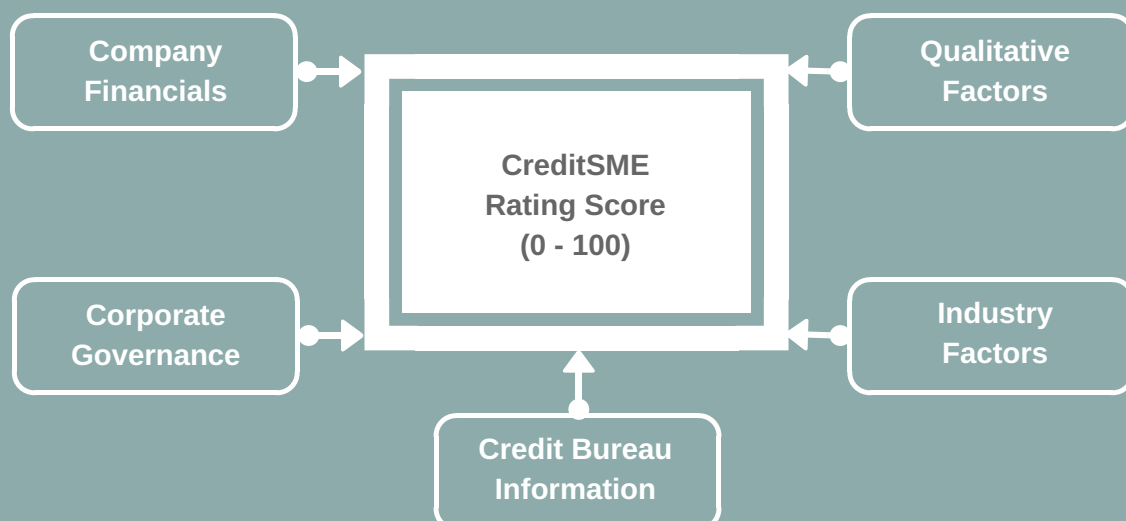 Company
Financials
Qualitative
Factors
CreditSME
Rating Score
(0 - 100)
Corporate
Governance
Industry
Factors
Credit Bureau
Information